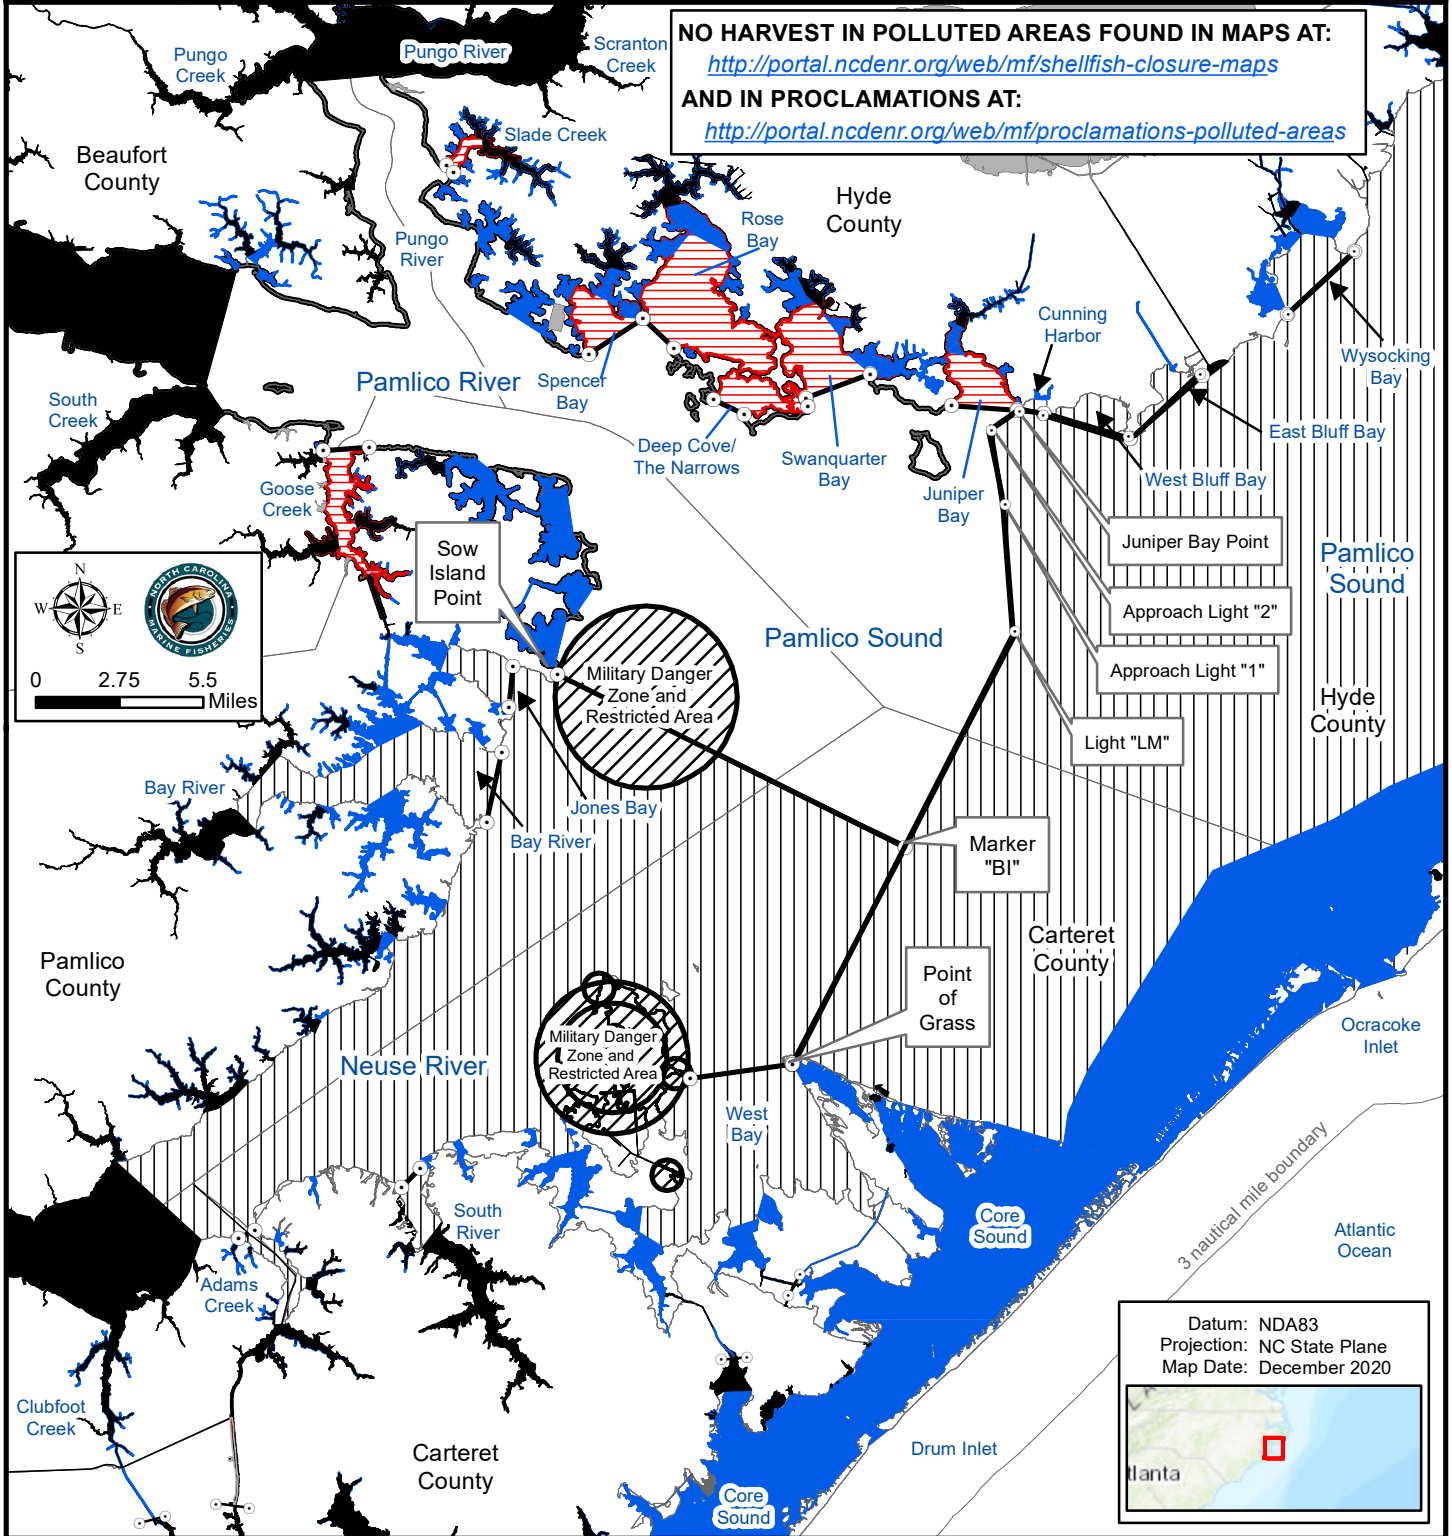 NO HARVEST IN POLLUTED AREAS FOUND IN MAPS AT:
http://portal.ncdenr.org/web/mf/shellfish-closure-maps
AND IN PROCLAMATIONS AT:
http://portal.ncdenr.org/web/mf/proclamations-polluted-areas
Pungo
Creek
Pungo River
Scranton
Creek
Slade Creek
Beaufort
County
Hyde
County
Rose
Bay
Pungo
River
Cunning
Harbor
Wysocking
Bay
Pamlico River
Spencer
Bay
South
Creek
Deep Cove/
The Narrows
Swanquarter
Bay
Juniper
Bay
East Bluff Bay
West Bluff Bay
Goose
Creek
Juniper Bay Point
Sow
Island
Point
Pamlico
Sound
N
W E
S
NORTH CAROLINA
MARINE FISHERIES
0 2.75 5.5
Miles
Approach Light "2"
Pamlico Sound
Approach Light "1"
Military Danger
Zone and
Restricted Area
Hyde
County
Light "LM"
Bay River
Jones Bay
Bay River
Marker
"BI"
Carteret
County
Pamlico
County
Point
of
Grass
Ocracoke
Inlet
Military Danger
Zone and
Restricted Area
Neuse River
West
Bay
3 nautical mile boundary
South
River
Core
Sound
Atlantic
Ocean
Adams
Creek
Datum: NDA83
Projection: NC State Plane
Map Date: December 2020
Clubfoot
Creek
Carteret
County
Drum Inlet
tlanta
Core
Sound